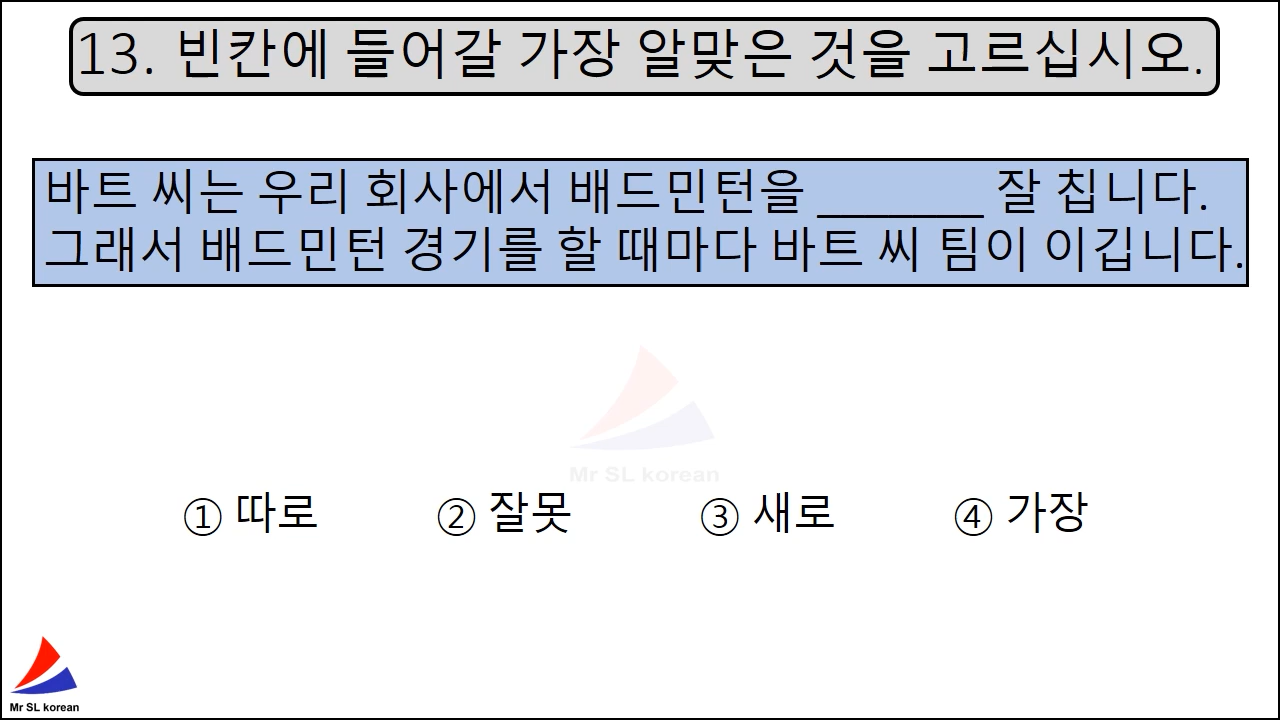 13. 빈칸에 들어갈 가장 알맞은 것을 고르십시오.
바트 씨는 우리 회사에서 배드민턴을 _______ 잘 칩니다.
그래서 배드민턴 경기를 할 때마다 바트 씨 팀이 이깁니다.
Mr SL korean
① 따로 ② 잘못 ③ 새로 ④ 가장
Mr SL korean